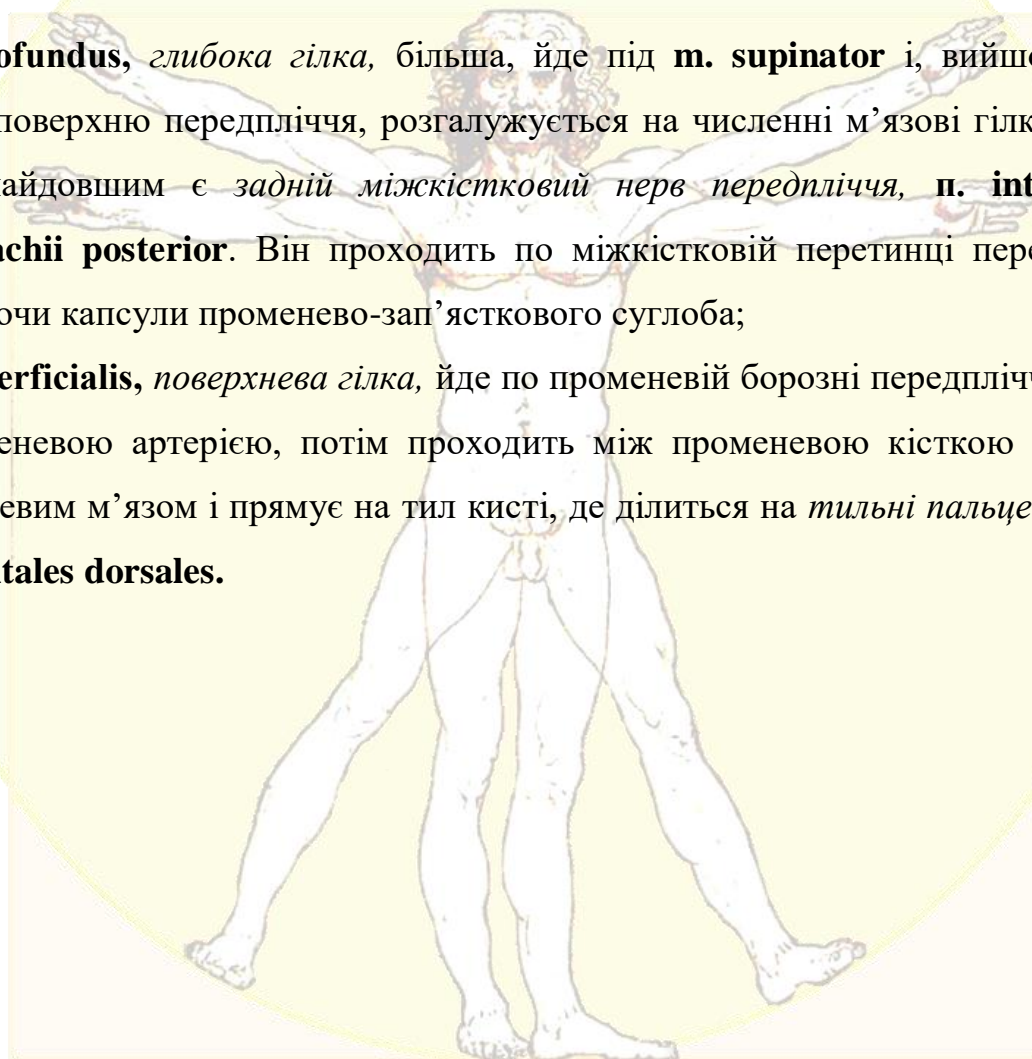 ofundus, глибока гілка, більша, йде під m. supinator і, вийшо
поверхню передпліччя, розгалужується на численні м’язові гілк
айдовшим є задній міжкістковий нерв передпліччя, п. int
chii posterior. Він проходить по міжкістковій перетинці пере
очи капсули променево-зап’ясткового суглоба;
erficialis, поверхнева гілка, йде по променевій борозні передпліч
еневою артерією, потім проходить між променевою кісткою
евим м’язом і прямує на тил кисті, де ділиться на тильні пальце
tales dorsales.